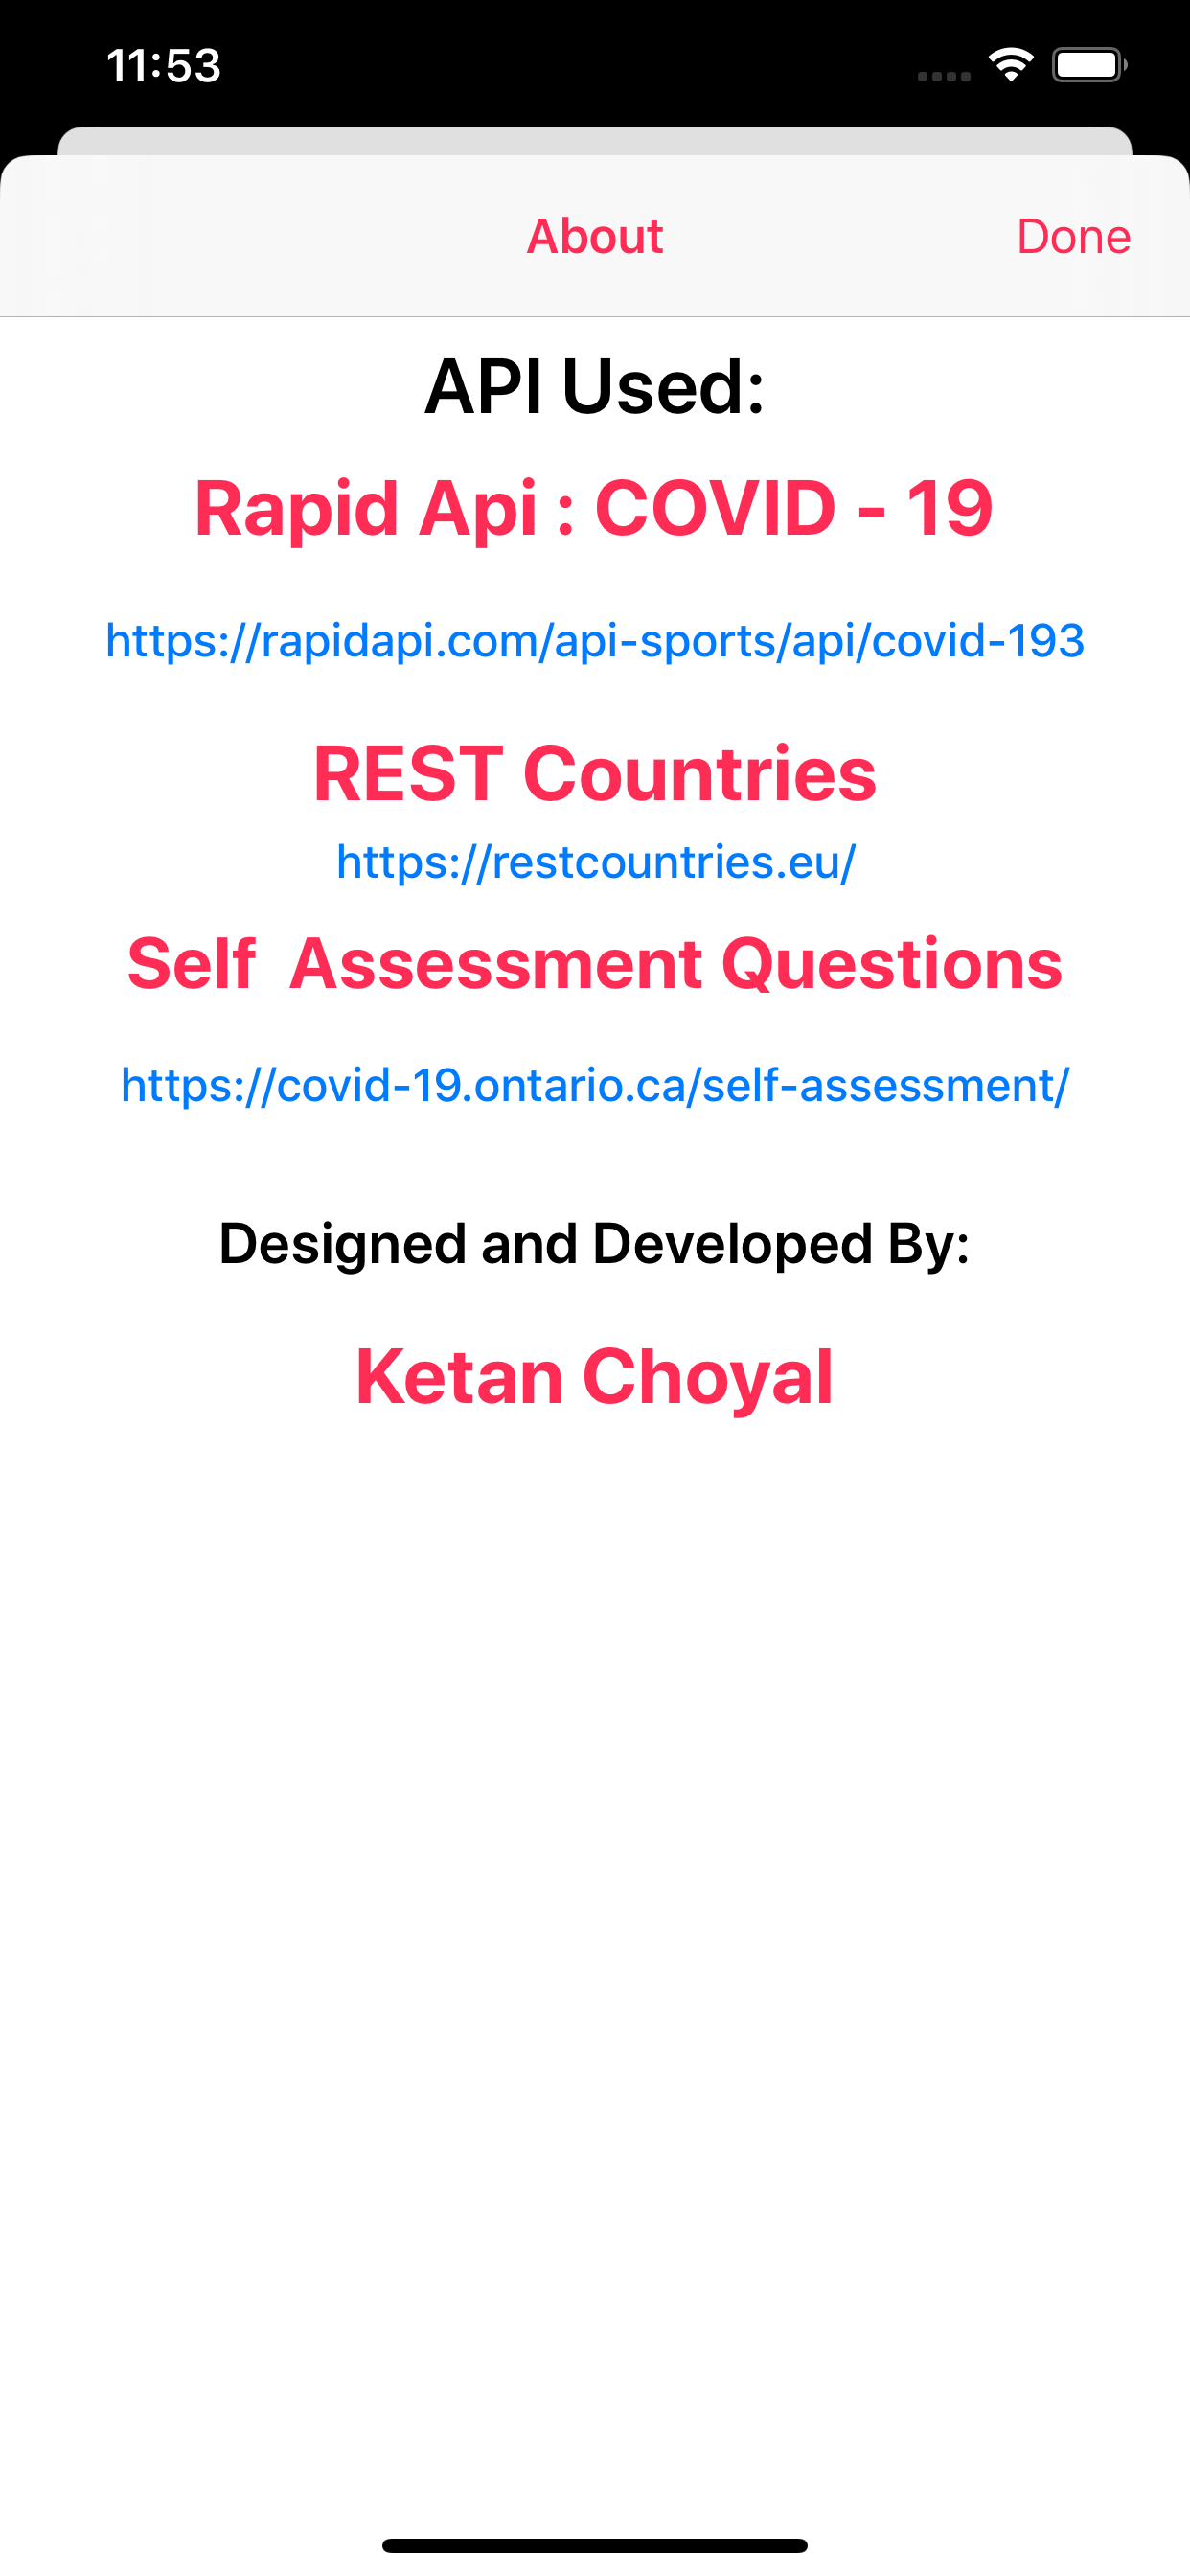 11:53
About
Done
API Used:
Rapid Api : COVID - 19
https://rapidapi.com/api-sports/api/covid-193
REST Countries
https://restcountries.eu/
Self  Assessment Questions
https://covid-19.ontario.ca/self-assessment/
Designed and Developed By:
Ketan Choyal